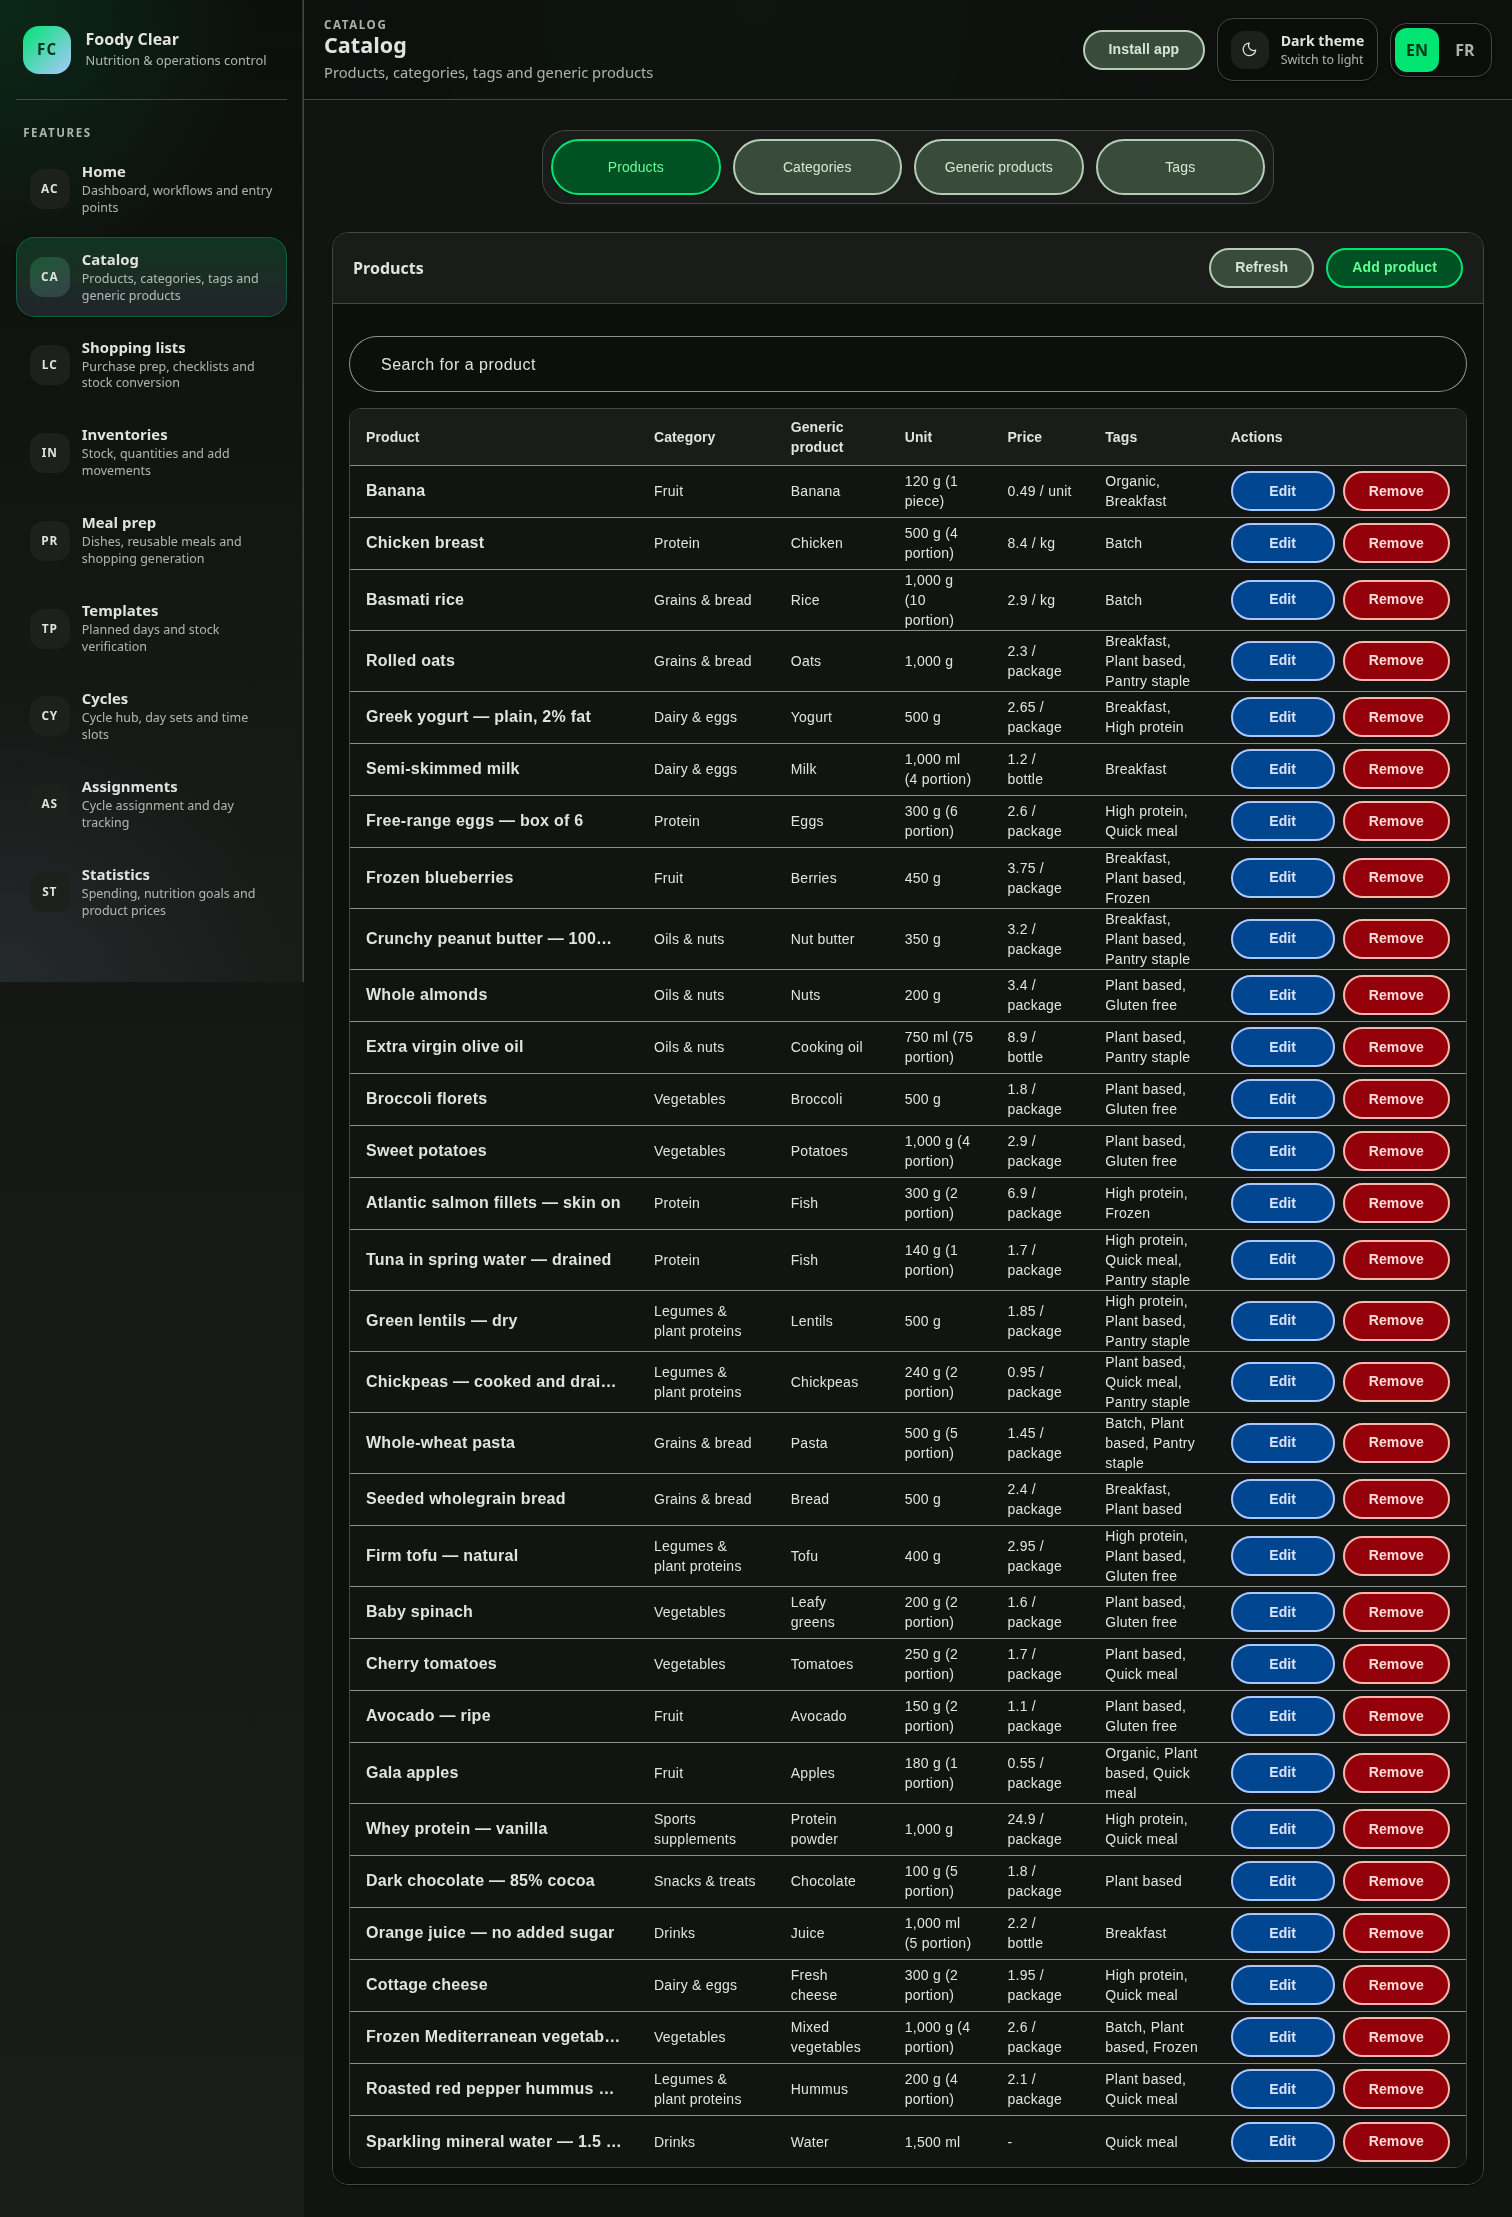 FC
Foody Clear
Nutrition & operations control
FEATURES
AC
Home
Dashboard, workflows and entry
points
CA
Catalog
Products, categories, tags and
generic products
LC
Shopping lists
Purchase prep, checklists and
stock conversion
IN
Inventories
Stock, quantities and add
movements
PR
Meal prep
Dishes, reusable meals and
shopping generation
TP
Templates
Planned days and stock
verification
CY
Cycles
Cycle hub, day sets and time
slots
AS
Assignments
Cycle assignment and day
tracking
ST
Statistics
Spending, nutrition goals and
product prices
CATALOG
Catalog
Products, categories, tags and generic products
Install app
Dark theme
Switch to light
EN FR
Products Categories Generic products Tags
Products
Refresh Add product
Search for a product
Product Category Generic product Unit Price Tags Actions
Banana Fruit Banana 120 g (1 piece) 0.49 / unit Organic, Breakfast Edit Remove
Chicken breast Protein Chicken 500 g (4 portion) 8.4 / kg Batch Edit Remove
Basmati rice Grains & bread Rice 1,000 g (10 portion) 2.9 / kg Batch Edit Remove
Rolled oats Grains & bread Oats 1,000 g 2.3 / package Breakfast, Plant based, Pantry staple Edit Remove
Greek yogurt — plain, 2% fat Dairy & eggs Yogurt 500 g 2.65 / package Breakfast, High protein Edit Remove
Semi-skimmed milk Dairy & eggs Milk 1,000 ml (4 portion) 1.2 / bottle Breakfast Edit Remove
Free-range eggs — box of 6 Protein Eggs 300 g (6 portion) 2.6 / package High protein, Quick meal Edit Remove
Frozen blueberries Fruit Berries 450 g 3.75 / package Breakfast, Plant based, Frozen Edit Remove
Crunchy peanut butter — 100… Oils & nuts Nut butter 350 g 3.2 / package Breakfast, Plant based, Pantry staple Edit Remove
Whole almonds Oils & nuts Nuts 200 g 3.4 / package Plant based, Gluten free Edit Remove
Extra virgin olive oil Oils & nuts Cooking oil 750 ml (75 portion) 8.9 / bottle Plant based, Pantry staple Edit Remove
Broccoli florets Vegetables Broccoli 500 g 1.8 / package Plant based, Gluten free Edit Remove
Sweet potatoes Vegetables Potatoes 1,000 g (4 portion) 2.9 / package Plant based, Gluten free Edit Remove
Atlantic salmon fillets — skin on Protein Fish 300 g (2 portion) 6.9 / package High protein, Frozen Edit Remove
Tuna in spring water — drained Protein Fish 140 g (1 portion) 1.7 / package High protein, Quick meal, Pantry staple Edit Remove
Green lentils — dry Legumes & plant proteins Lentils 500 g 1.85 / package High protein, Plant based, Pantry staple Edit Remove
Chickpeas — cooked and drai… Legumes & plant proteins Chickpeas 240 g (2 portion) 0.95 / package Plant based, Quick meal, Pantry staple Edit Remove
Whole-wheat pasta Grains & bread Pasta 500 g (5 portion) 1.45 / package Batch, Plant based, Pantry staple Edit Remove
Seeded wholegrain bread Grains & bread Bread 500 g 2.4 / package Breakfast, Plant based Edit Remove
Firm tofu — natural Legumes & plant proteins Tofu 400 g 2.95 / package High protein, Plant based, Gluten free Edit Remove
Baby spinach Vegetables Leafy greens 200 g (2 portion) 1.6 / package Plant based, Gluten free Edit Remove
Cherry tomatoes Vegetables Tomatoes 250 g (2 portion) 1.7 / package Plant based, Quick meal Edit Remove
Avocado — ripe Fruit Avocado 150 g (2 portion) 1.1 / package Plant based, Gluten free Edit Remove
Gala apples Fruit Apples 180 g (1 portion) 0.55 / package Organic, Plant based, Quick meal Edit Remove
Whey protein — vanilla Sports supplements Protein powder 1,000 g 24.9 / package High protein, Quick meal Edit Remove
Dark chocolate — 85% cocoa Snacks & treats Chocolate 100 g (5 portion) 1.8 / package Plant based Edit Remove
Orange juice — no added sugar Drinks Juice 1,000 ml (5 portion) 2.2 / bottle Breakfast Edit Remove
Cottage cheese Dairy & eggs Fresh cheese 300 g (2 portion) 1.95 / package High protein, Quick meal Edit Remove
Frozen Mediterranean vegetab… Vegetables Mixed vegetables 1,000 g (4 portion) 2.6 / package Batch, Plant based, Frozen Edit Remove
Roasted red pepper hummus … Legumes & plant proteins Hummus 200 g (4 portion) 2.1 / package Plant based, Quick meal Edit Remove
Sparkling mineral water — 1.5 … Drinks Water 1,500 ml - Quick meal Edit Remove